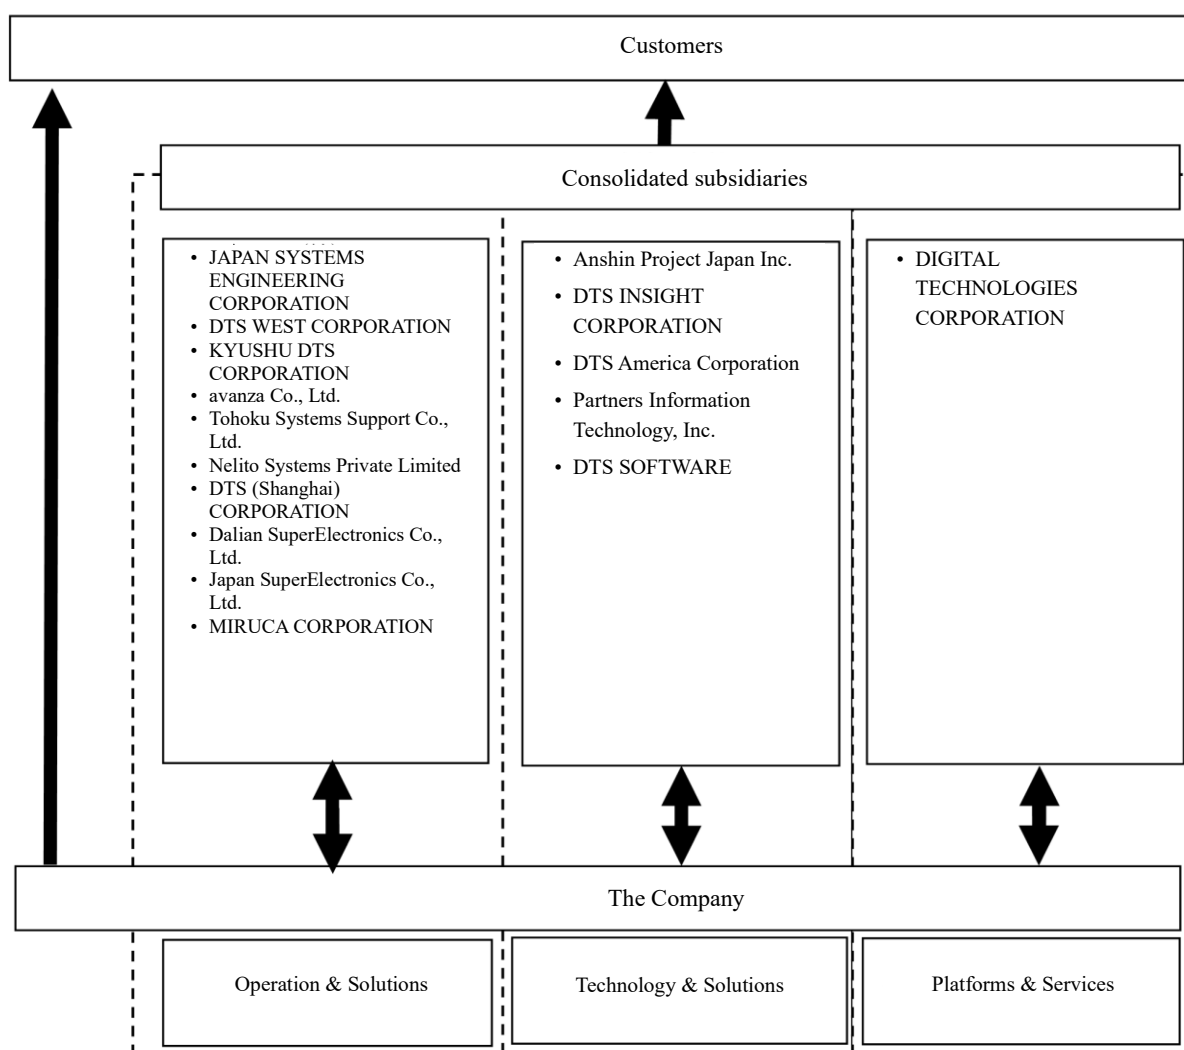 Customers
Consolidated subsidiaries
• JAPAN SYSTEMS
ENGINEERING
CORPORATION
• DTS WEST CORPORATION
• KYUSHU DTS
CORPORATION
• avanza Co., Ltd.
• Tohoku Systems Support Co.,
Ltd.
• Nelito Systems Private Limited
• DTS (Shanghai)
CORPORATION
• Dalian SuperElectronics Co.,
Ltd.
• Japan SuperElectronics Co.,
Ltd.
• MIRUCA CORPORATION
• Anshin Project Japan Inc.
• DTS INSIGHT
CORPORATION
• DTS America Corporation
• Partners Information
Technology, Inc.
• DTS SOFTWARE
• DIGITAL
TECHNOLOGIES
CORPORATION
The Company
Operation & Solutions
Technology & Solutions
Platforms & Services